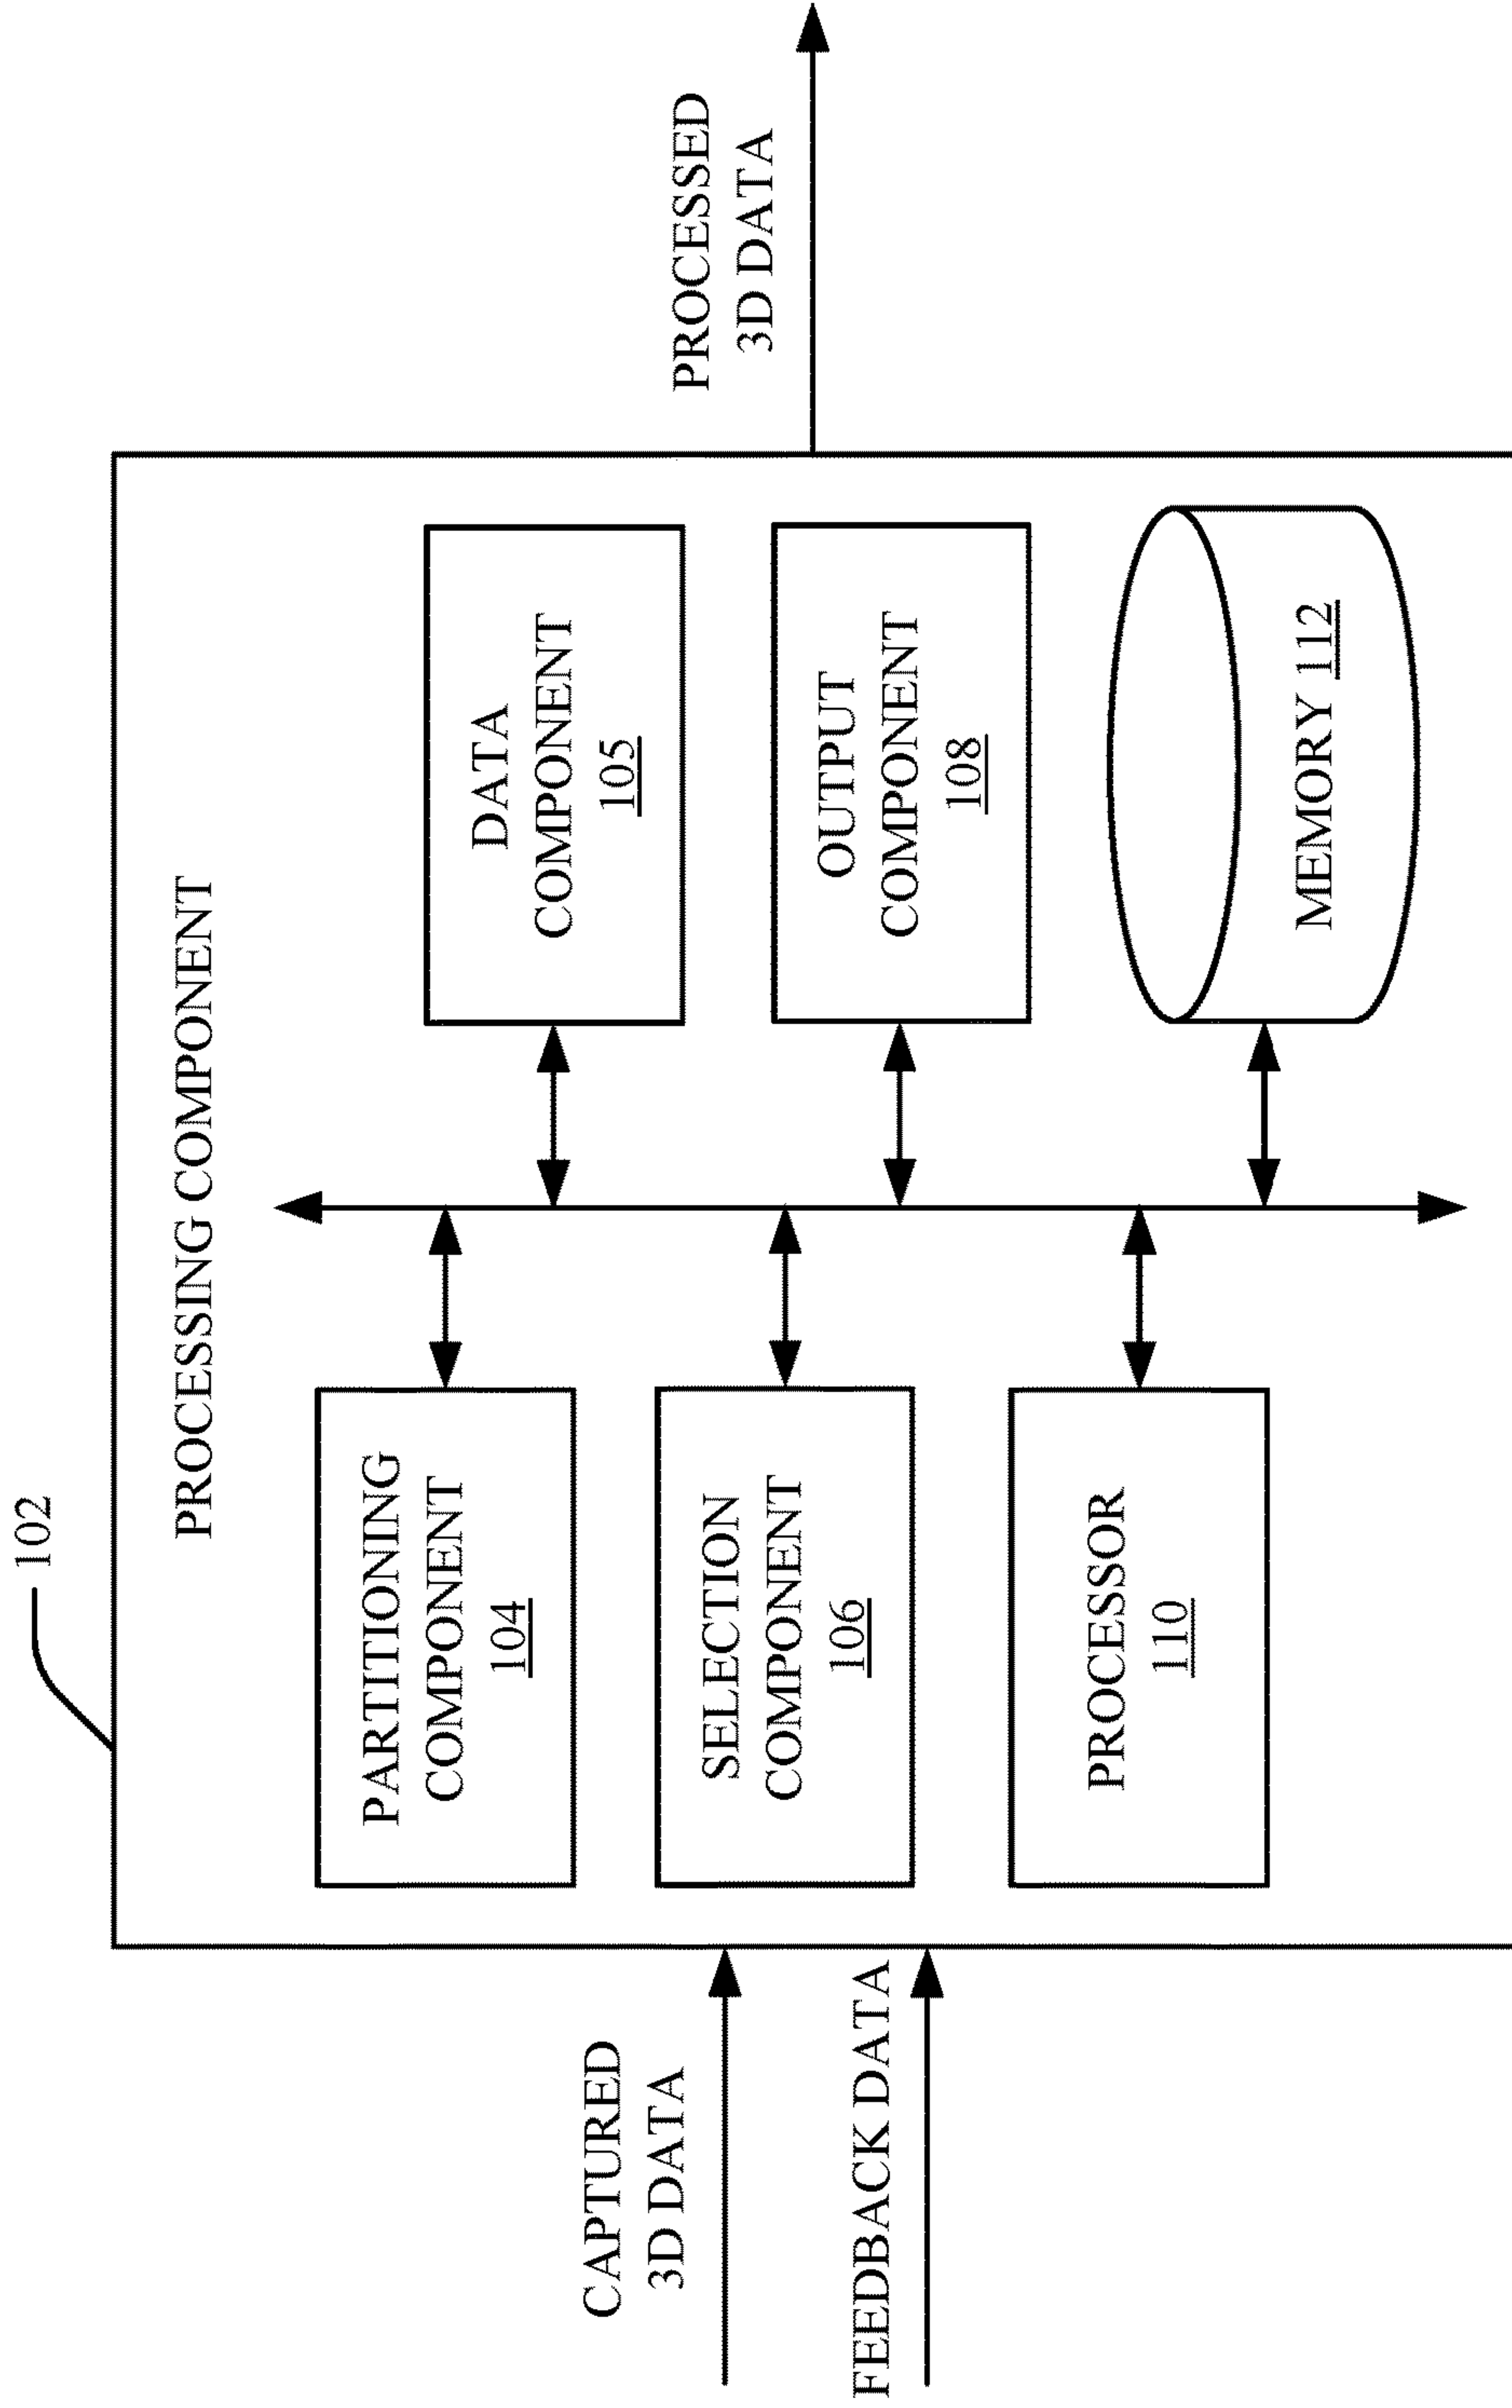 102
PROCESSING COMPONENT
PARTITIONING
COMPONENT
104
DATA
COMPONENT
105
CAPTURED
3D DATA
SELECTION
COMPONENT
106
OUTPUT
COMPONENT
108
PROCESSED
3D DATA
FEEDBACK DATA
PROCESSOR
110
MEMORY 112